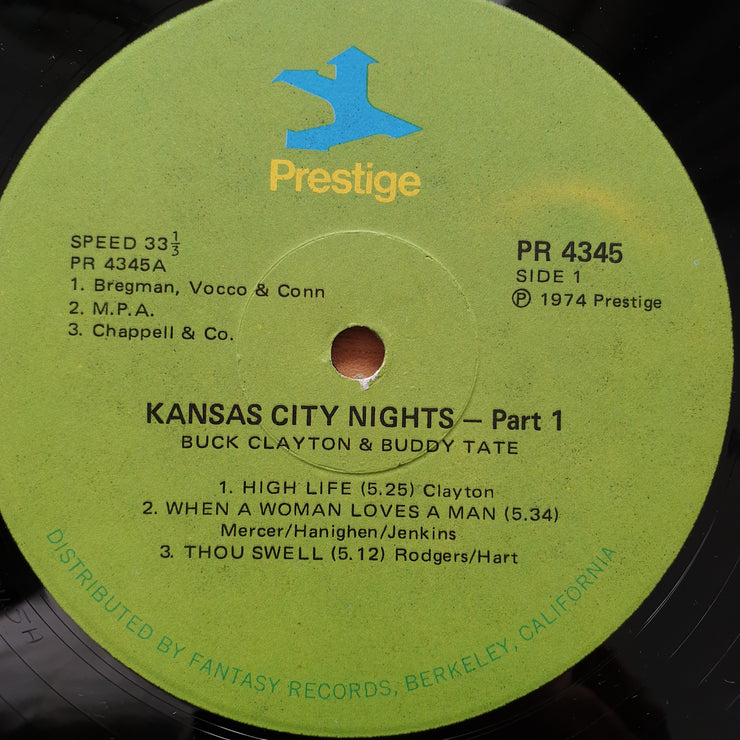 Prestige
SPEED 33⅓
PR 4345A
1. Bregman, Vocco & Conn
2. M.P.A.
3. Chappell & Co.
PR 4345
SIDE 1
℗ 1974 Prestige
KANSAS CITY NIGHTS — Part 1
BUCK CLAYTON & BUDDY TATE
1. HIGH LIFE (5.25) Clayton
2. WHEN A WOMAN LOVES A MAN (5.34)
Mercer/Hanighen/Jenkins
3. THOU SWELL (5.12) Rodgers/Hart
DISTRIBUTED BY FANTASY RECORDS, BERKELEY, CALIFORNIA